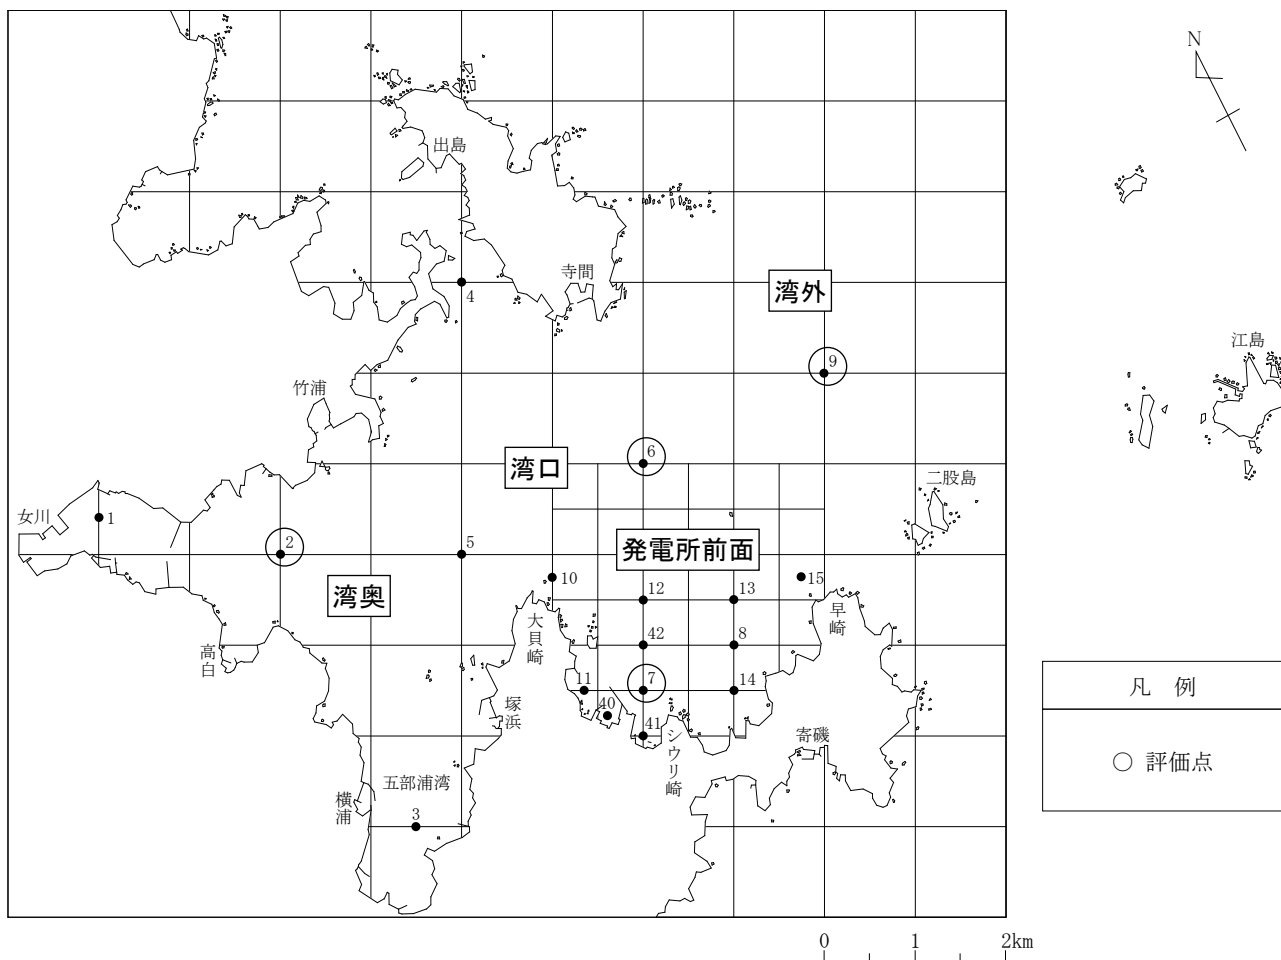 N
出島
4
寺間
湾外
江島
9
竹浦
6
湾口
二股島
女川
1
2
5
発電所前面
湾奥
10
12
13
15
大貝崎
早崎
高白
42
8
11
7
14
40
41
塚浜
シウリ崎
寄磯
凡 例
○ 評価点
五部浦湾
横浦
3
0 1 2km